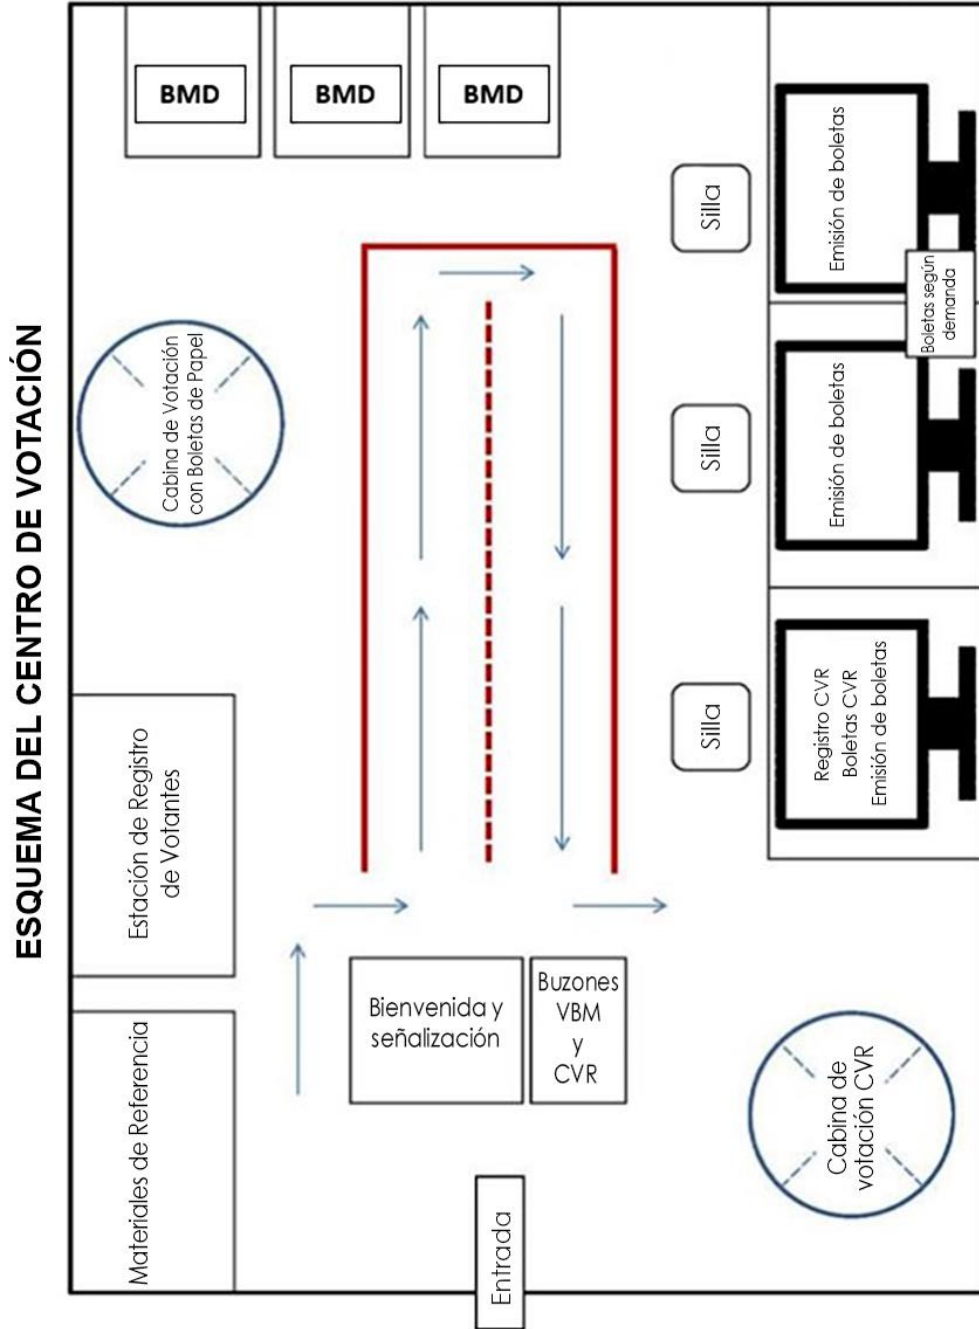 ESQUEMA DEL CENTRO DE VOTACIÓN
BMD
BMD
BMD
Cabina de Votación
con Boletas de Papel
Estación de Registro
de Votantes
Materiales de Referencia
Silla
Silla
Silla
Emisión de boletas
Boletas según
demanda
Emisión de boletas
Registro CVR
Boletas CVR
Emisión de boletas
Bienvenida y
señalización
Buzones
VBM
y
CVR
Cabina de
votación CVR
Entrada